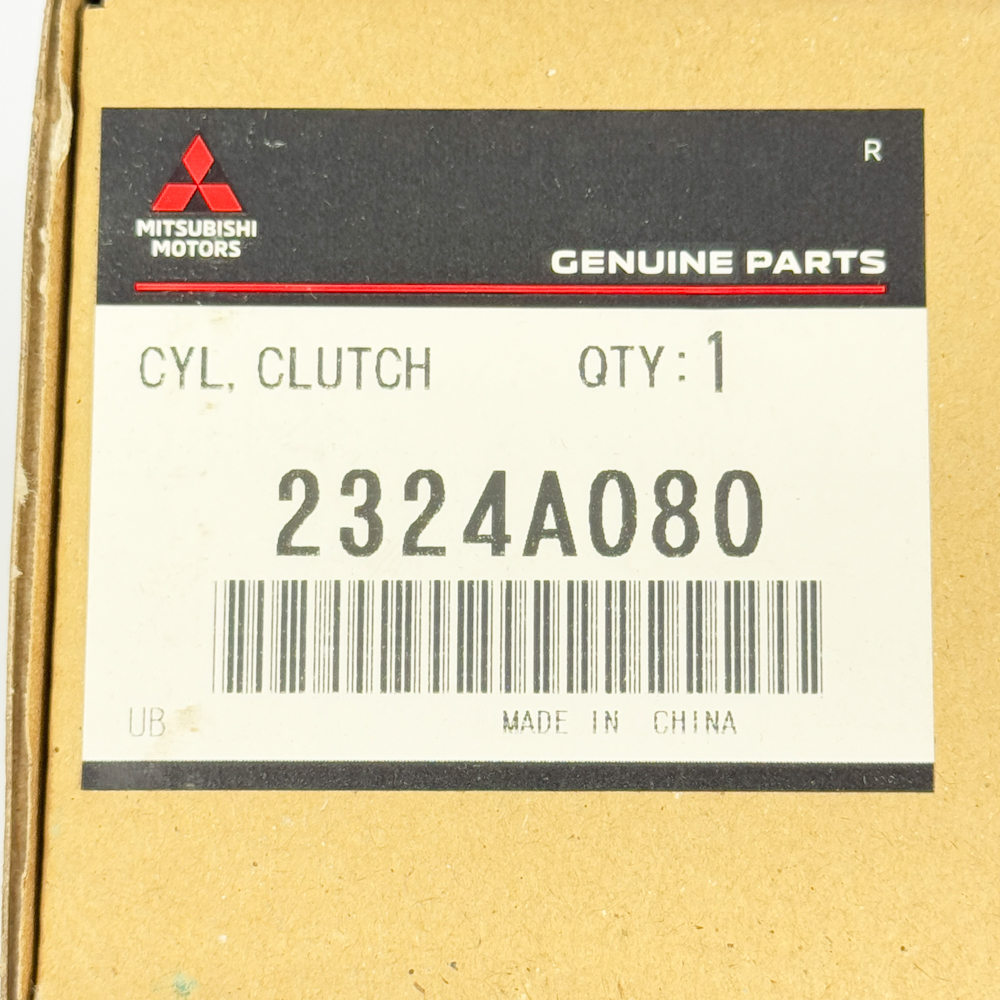 R
MITSUBISHI
MOTORS
GENUINE PARTS
CYL, CLUTCH QTY: 1
2324A080
UB MADE IN CHINA